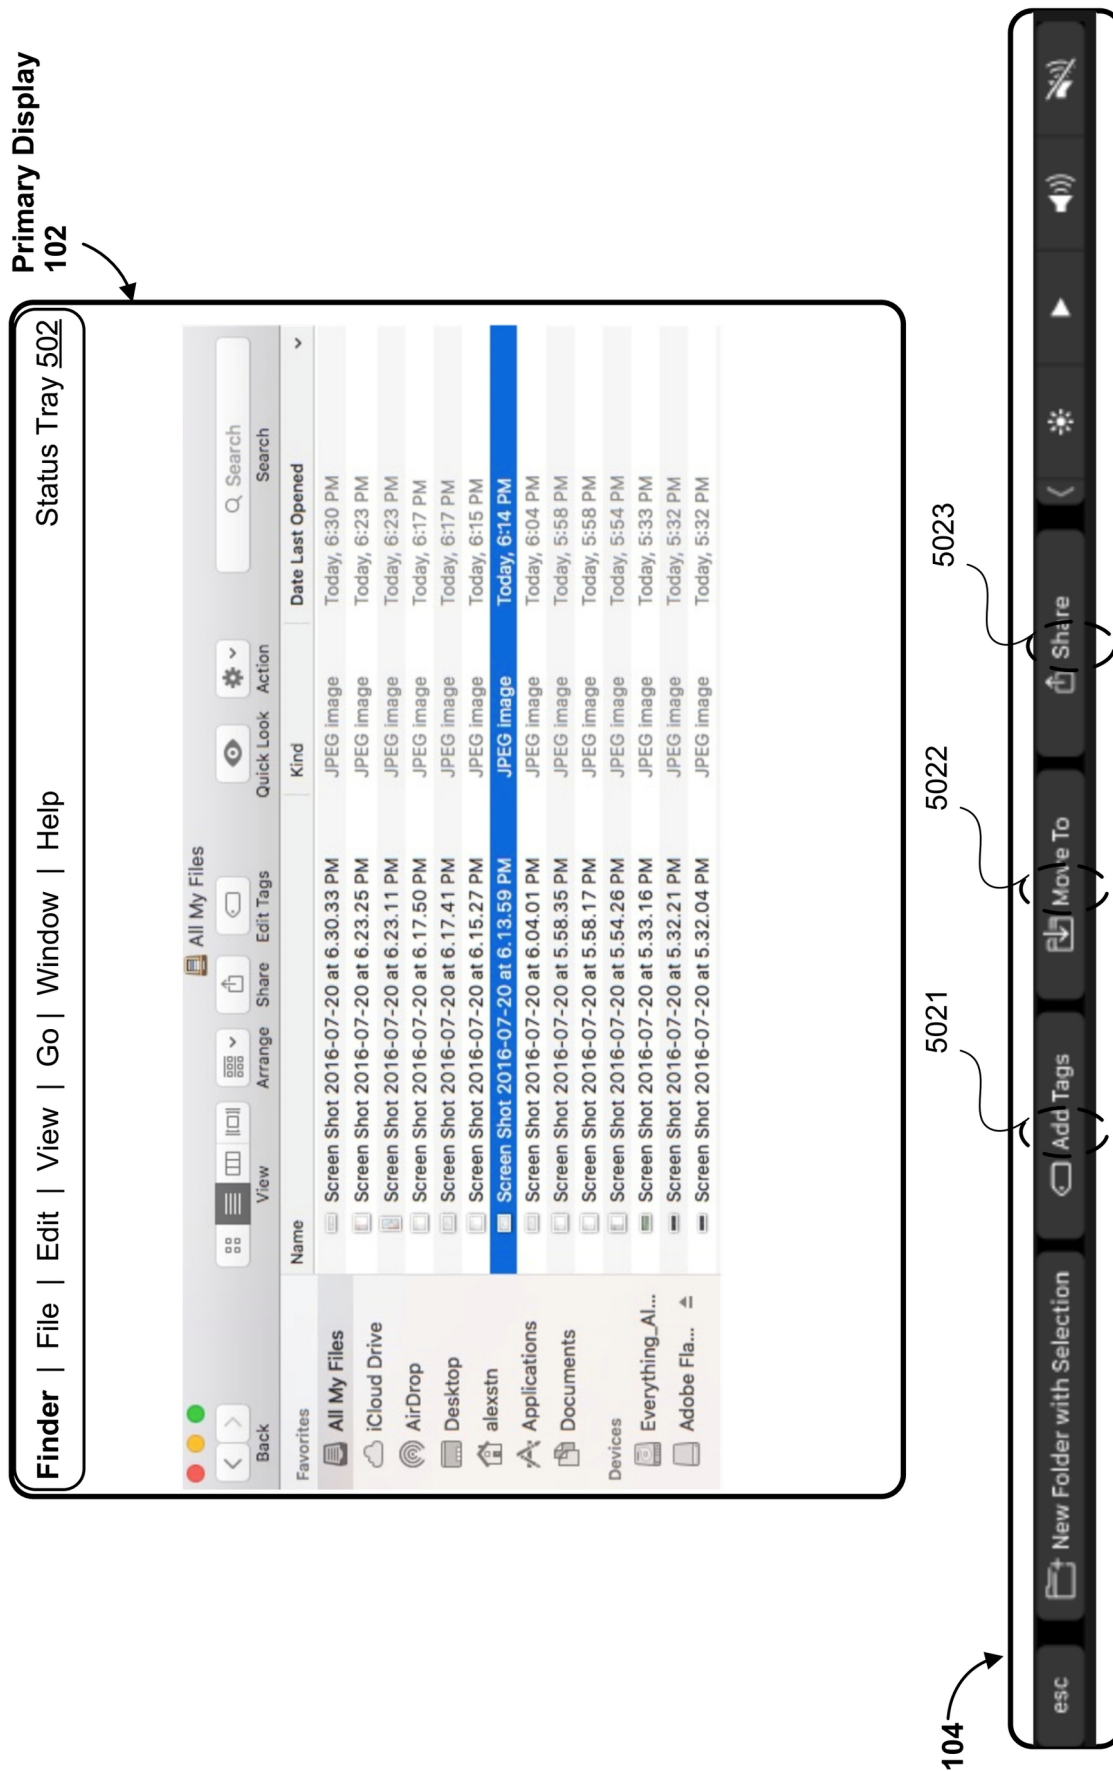 Primary Display
102
Finder | File | Edit | View | Go | Window | Help
Status Tray 502
All My Files
Back
View
Arrange
Share
Edit Tags
Quick Look
Action
Search
Search
Favorites
All My Files
iCloud Drive
AirDrop
Desktop
alexstn
Applications
Documents
Devices
Everything_Al...
Adobe Fla...
Name Kind Date Last Opened
Screen Shot 2016-07-20 at 6.30.33 PM JPEG image Today, 6:30 PM
Screen Shot 2016-07-20 at 6.23.25 PM JPEG image Today, 6:23 PM
Screen Shot 2016-07-20 at 6.23.11 PM JPEG image Today, 6:23 PM
Screen Shot 2016-07-20 at 6.17.50 PM JPEG image Today, 6:17 PM
Screen Shot 2016-07-20 at 6.17.41 PM JPEG image Today, 6:17 PM
Screen Shot 2016-07-20 at 6.15.27 PM JPEG image Today, 6:15 PM
Screen Shot 2016-07-20 at 6.13.59 PM JPEG image Today, 6:14 PM
Screen Shot 2016-07-20 at 6.04.01 PM JPEG image Today, 6:04 PM
Screen Shot 2016-07-20 at 5.58.35 PM JPEG image Today, 5:58 PM
Screen Shot 2016-07-20 at 5.58.17 PM JPEG image Today, 5:58 PM
Screen Shot 2016-07-20 at 5.54.26 PM JPEG image Today, 5:54 PM
Screen Shot 2016-07-20 at 5.33.16 PM JPEG image Today, 5:33 PM
Screen Shot 2016-07-20 at 5.32.21 PM JPEG image Today, 5:32 PM
Screen Shot 2016-07-20 at 5.32.04 PM JPEG image Today, 5:32 PM
104
5021
5022
5023
esc
New Folder with Selection
Add Tags
Move To
Share